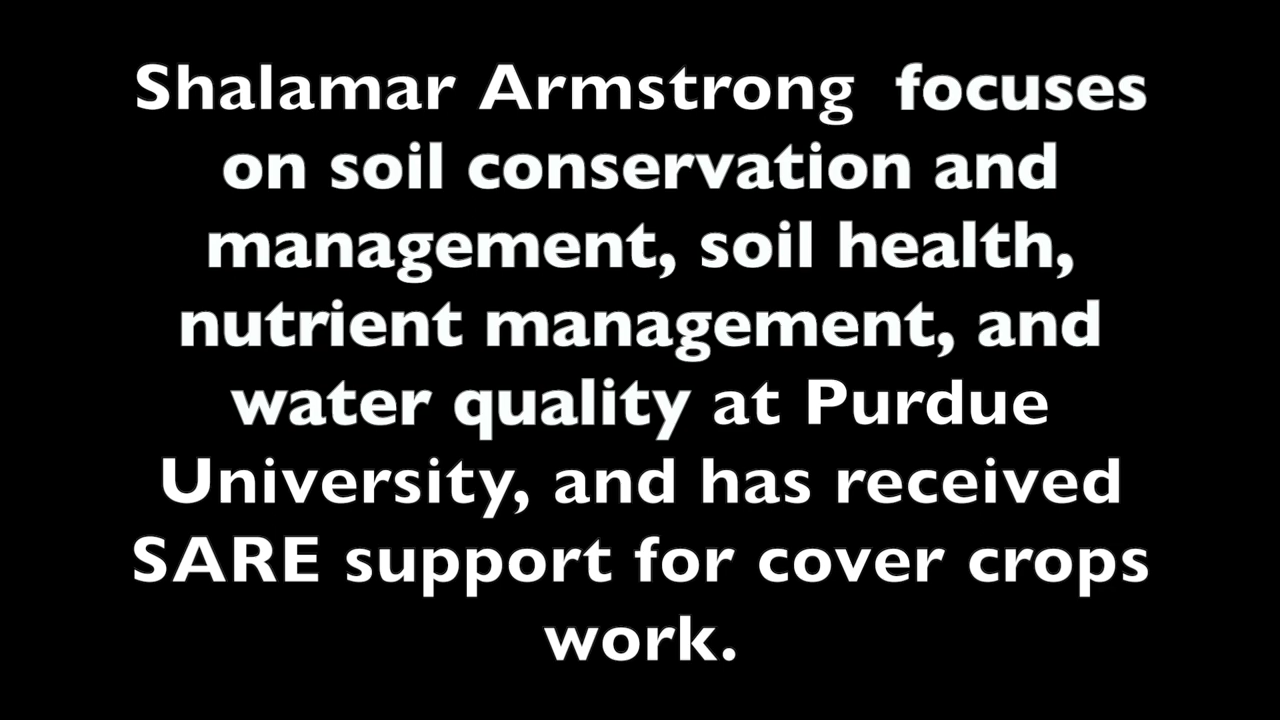 Shalamar Armstrong  focuses
on soil conservation and
management, soil health,
nutrient management, and
water quality at Purdue
University, and has received
SARE support for cover crops
work.